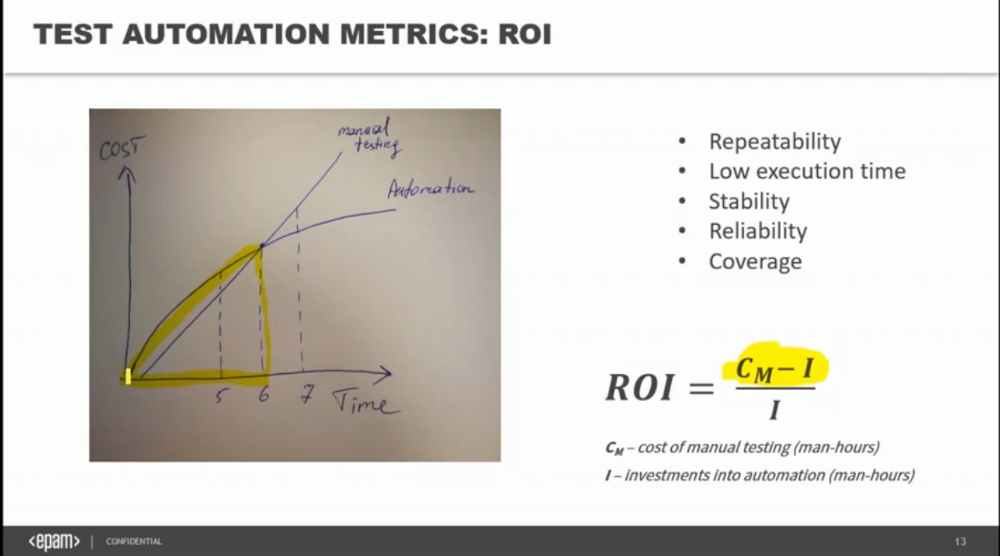 TEST AUTOMATION METRICS: ROI
COST
manual
testing
Automation
5 6 7 Time
• Repeatability
• Low execution time
• Stability
• Reliability
• Coverage
ROI = (C_M − I) / I
C_M – cost of manual testing (man-hours)
I – investments into automation (man-hours)
<epam> | CONFIDENTIAL
13